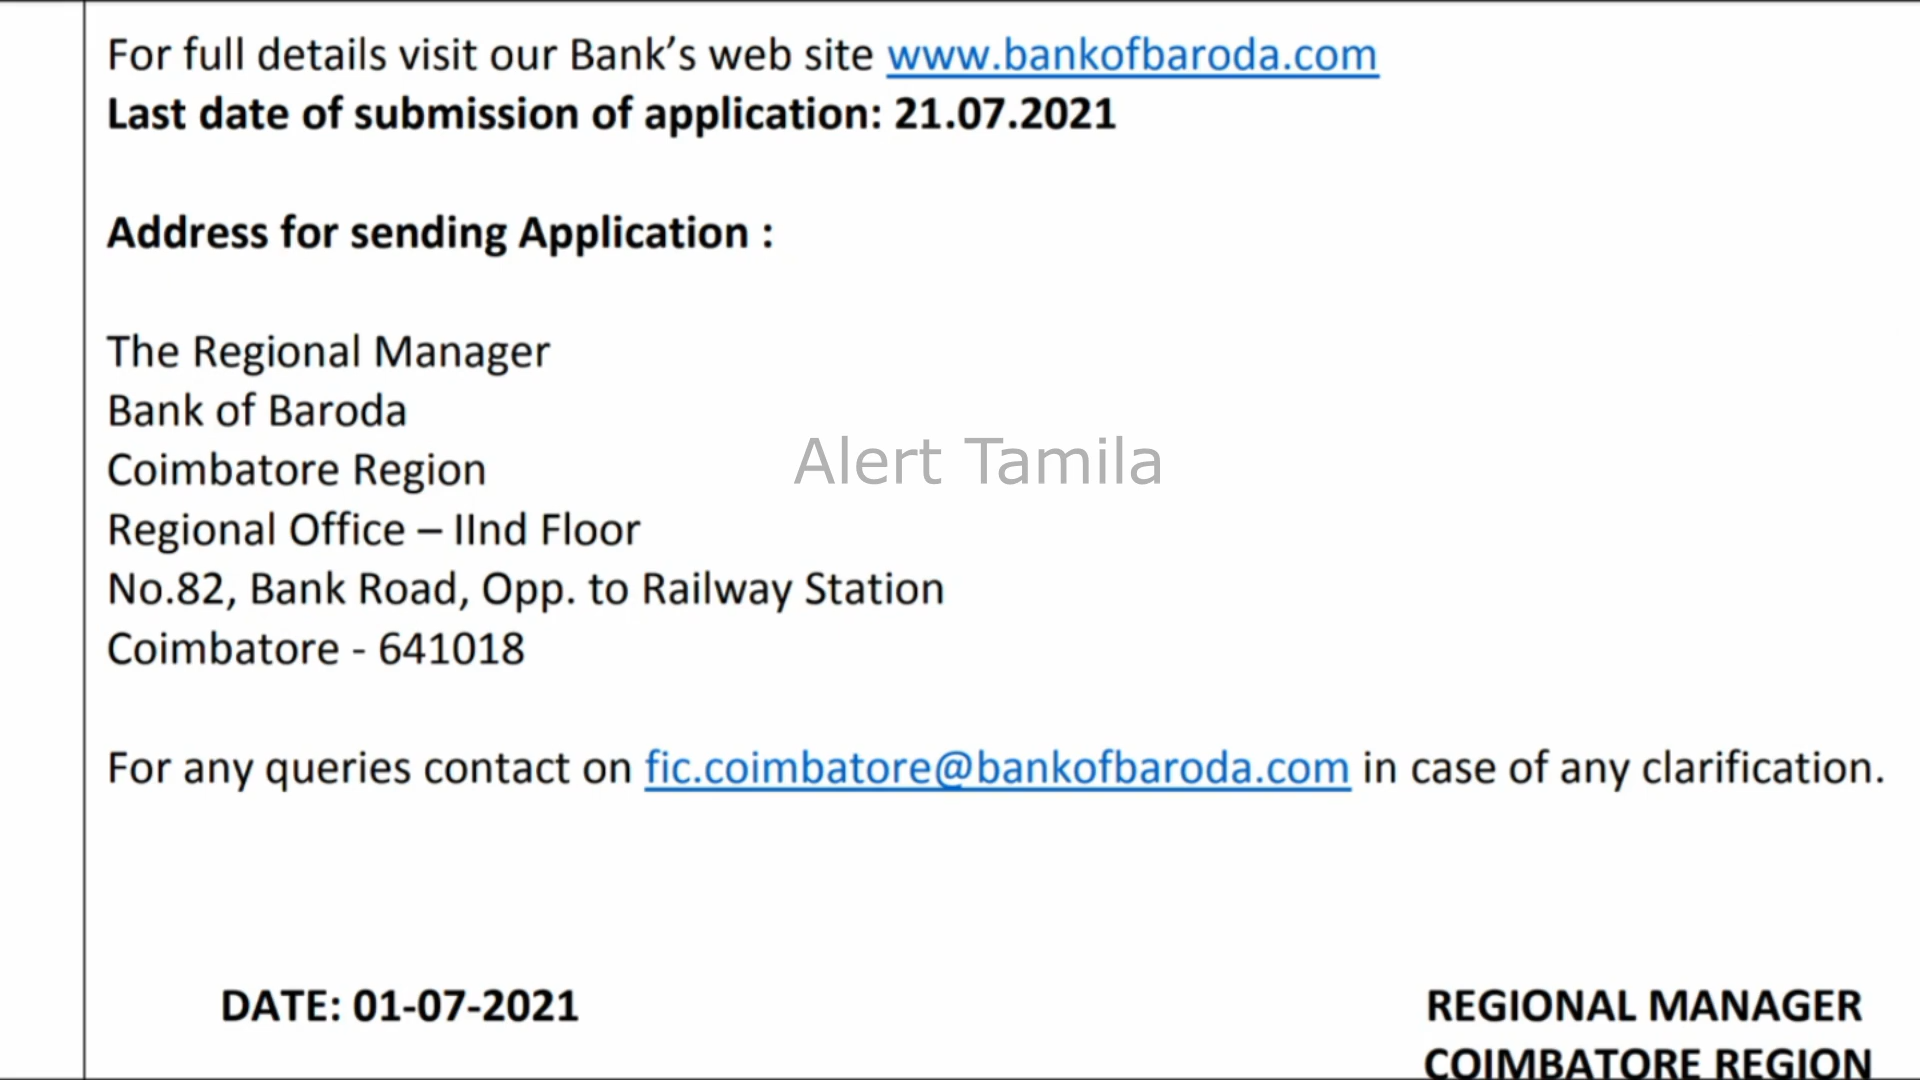 For full details visit our Bank’s web site www.bankofbaroda.com
Last date of submission of application: 21.07.2021
Address for sending Application :
The Regional Manager
Bank of Baroda
Coimbatore Region
Alert Tamila
Regional Office – IInd Floor
No.82, Bank Road, Opp. to Railway Station
Coimbatore - 641018
For any queries contact on fic.coimbatore@bankofbaroda.com in case of any clarification.
DATE: 01-07-2021 REGIONAL MANAGER
COIMBATORE REGION